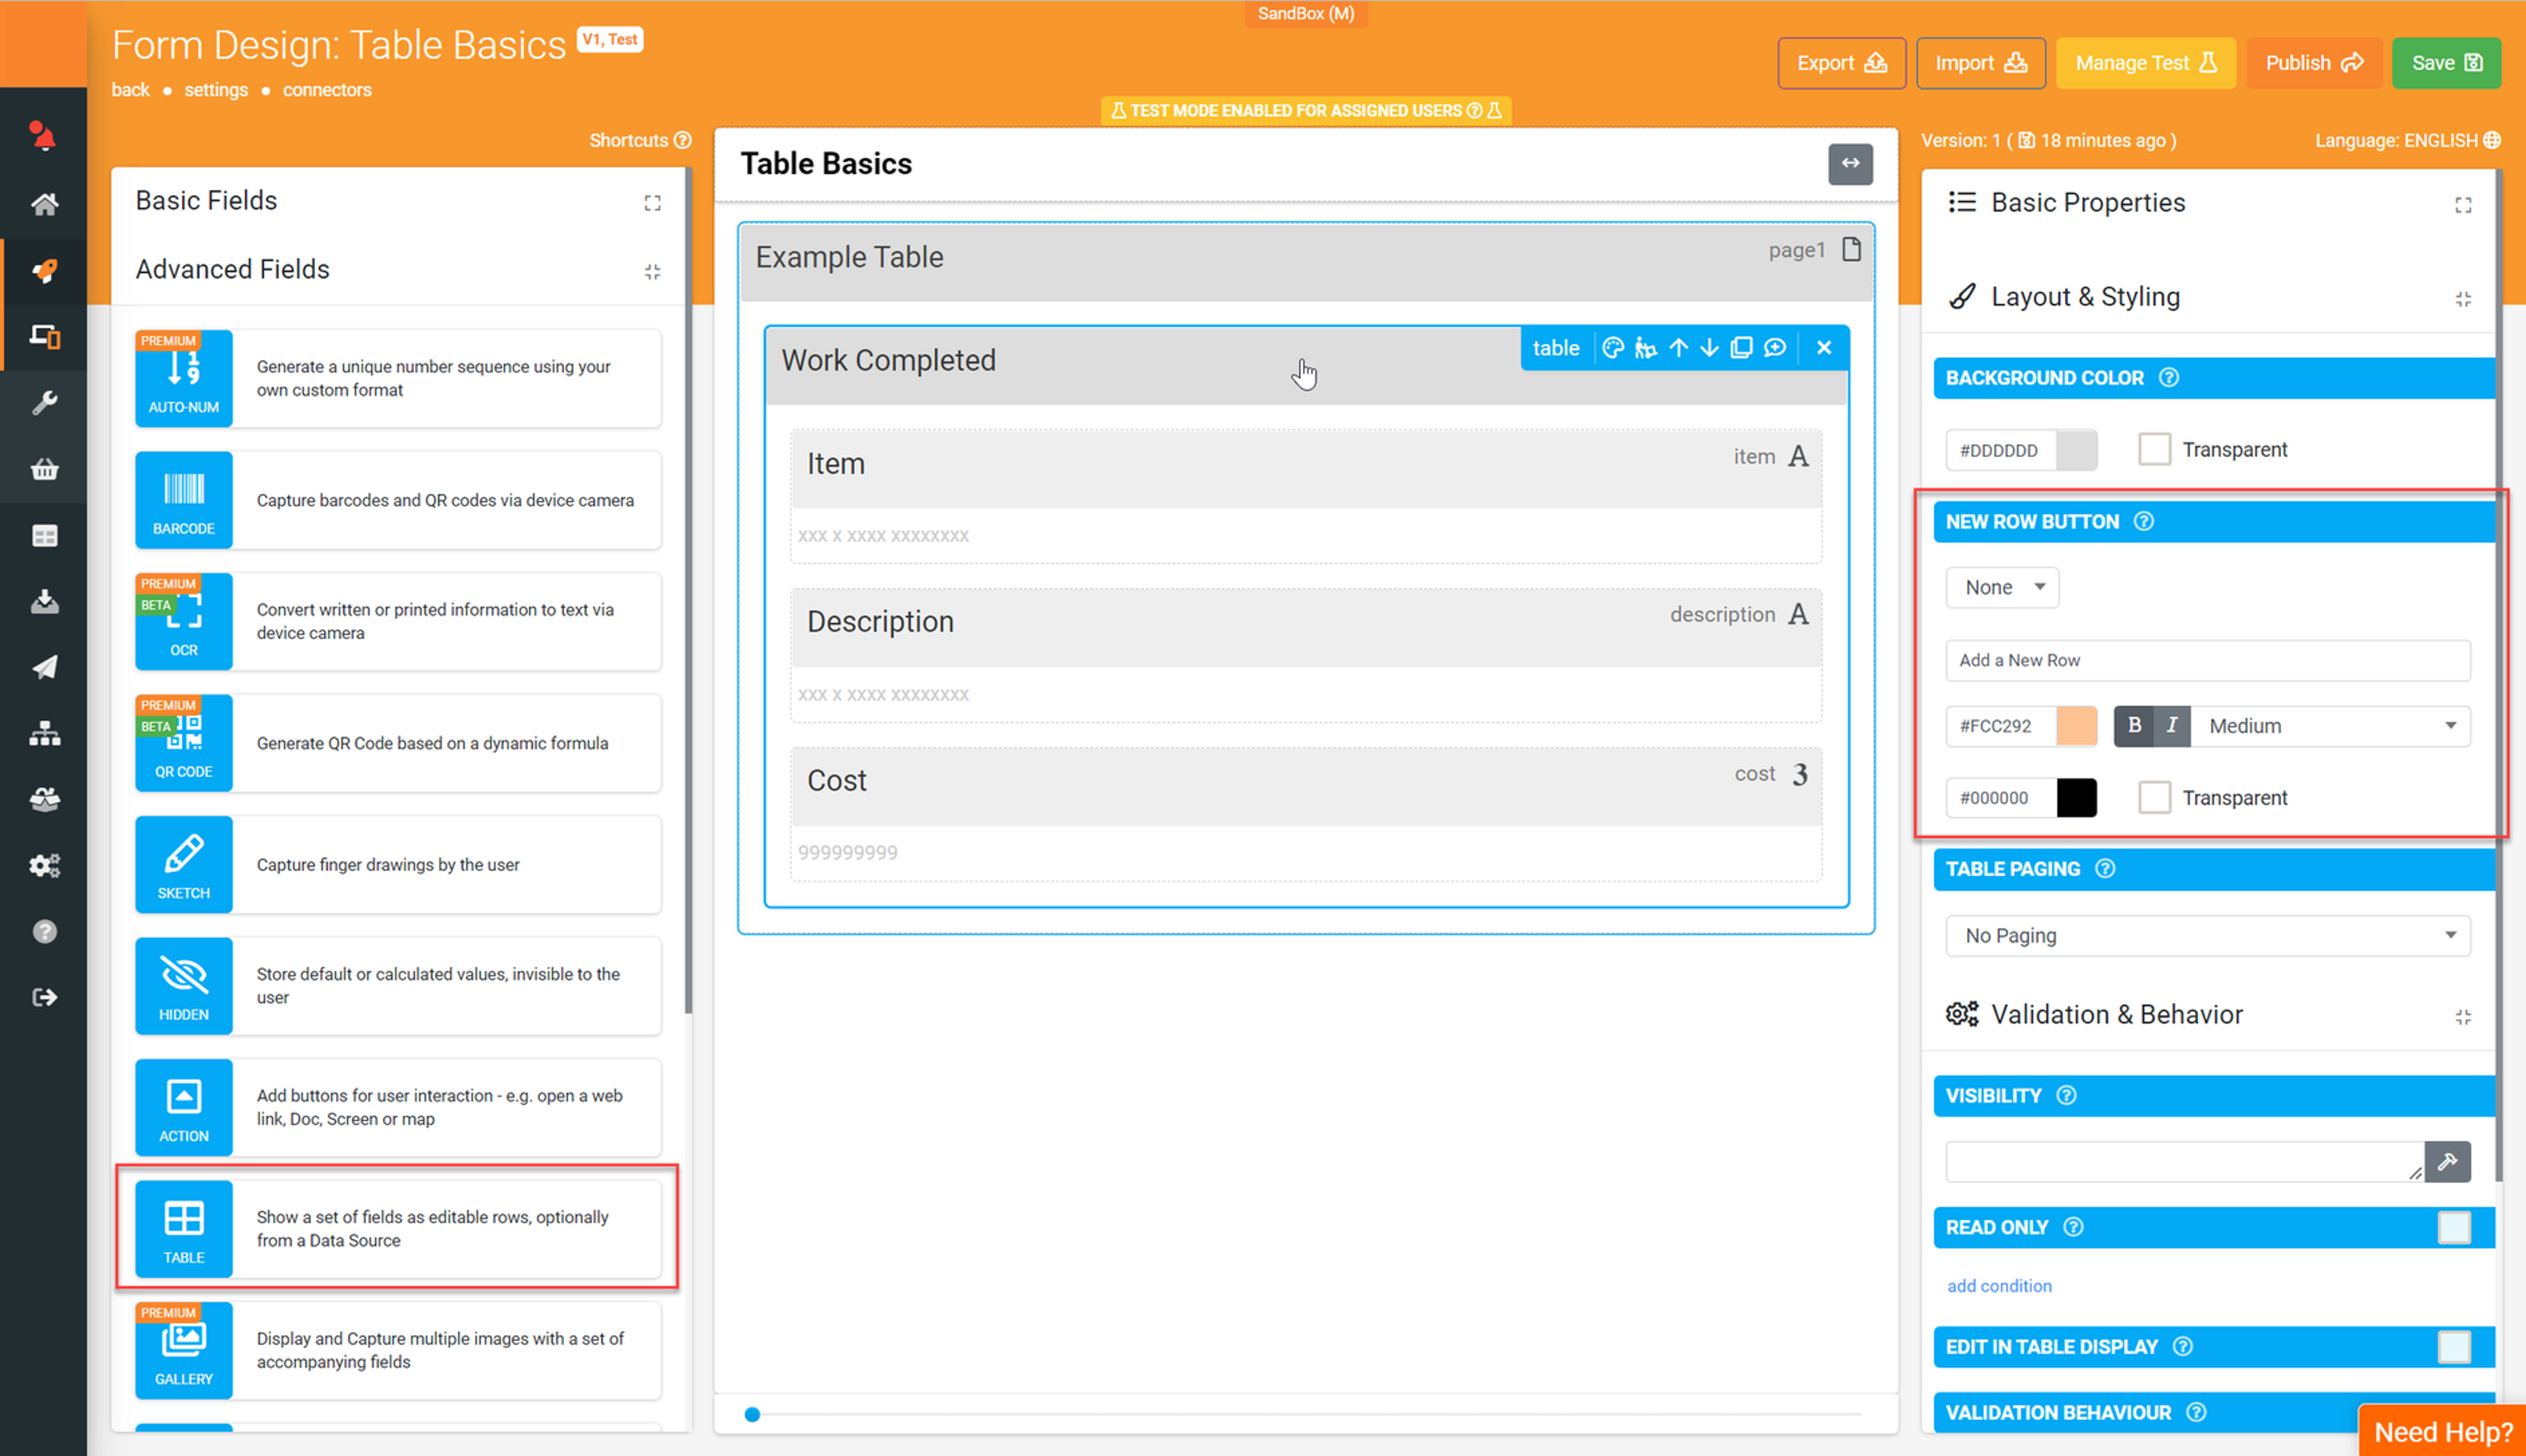 SandBox (M)
Form Design: Table Basics V1, Test
back • settings • connectors
Export
Import
Manage Test
Publish
Save
TEST MODE ENABLED FOR ASSIGNED USERS
Shortcuts
Version: 1 ( 18 minutes ago )
Language: ENGLISH
Basic Fields
Advanced Fields
PREMIUM
AUTO-NUM
Generate a unique number sequence using your
own custom format
BARCODE
Capture barcodes and QR codes via device camera
PREMIUM
BETA
OCR
Convert written or printed information to text via
device camera
PREMIUM
BETA
QR CODE
Generate QR Code based on a dynamic formula
SKETCH
Capture finger drawings by the user
HIDDEN
Store default or calculated values, invisible to the
user
ACTION
Add buttons for user interaction - e.g. open a web
link, Doc, Screen or map
TABLE
Show a set of fields as editable rows, optionally
from a Data Source
PREMIUM
GALLERY
Display and Capture multiple images with a set of
accompanying fields
Table Basics
Example Table
page1
Work Completed
table
Item
item A
xxx x xxxx xxxxxxxx
Description
description A
xxx x xxxx xxxxxxxx
Cost
cost 3
999999999
Basic Properties
Layout & Styling
BACKGROUND COLOR
#DDDDDD
Transparent
NEW ROW BUTTON
None
Add a New Row
#FCC292
B I
Medium
#000000
Transparent
TABLE PAGING
No Paging
Validation & Behavior
VISIBILITY
READ ONLY
add condition
EDIT IN TABLE DISPLAY
VALIDATION BEHAVIOUR
Need Help?